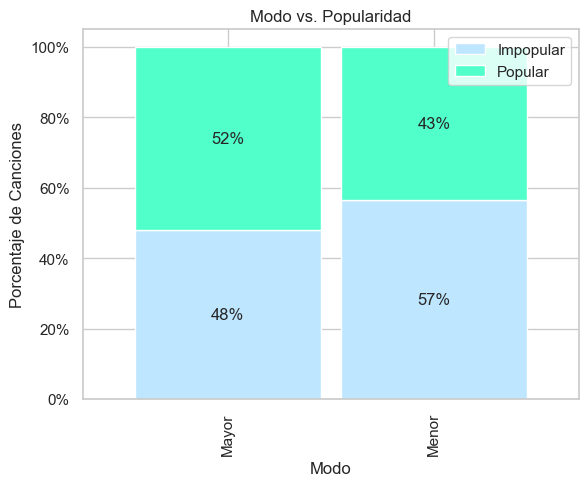 Modo vs. Popularidad
Impopular
Popular
100%
80%
60%
40%
20%
0%
Porcentaje de Canciones
52%
43%
48%
57%
Mayor
Menor
Modo